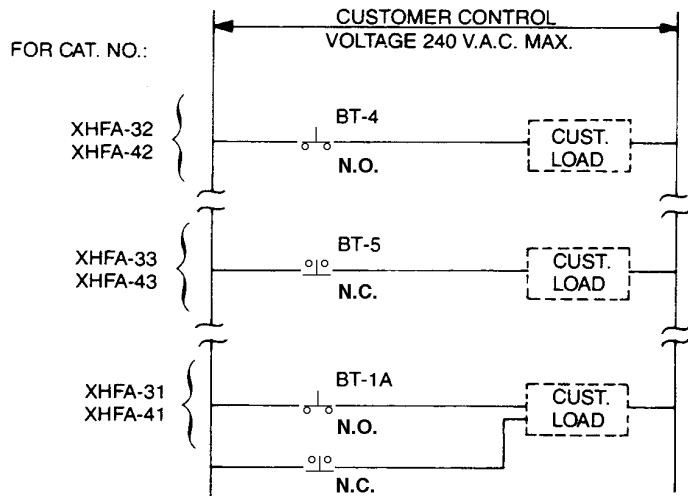 CUSTOMER CONTROL
VOLTAGE 240 V.A.C. MAX.
FOR CAT. NO.:
XHFA-32
XHFA-42
BT-4
N.O.
CUST.
LOAD
XHFA-33
XHFA-43
BT-5
N.C.
CUST.
LOAD
XHFA-31
XHFA-41
BT-1A
N.O.
CUST.
LOAD
N.C.